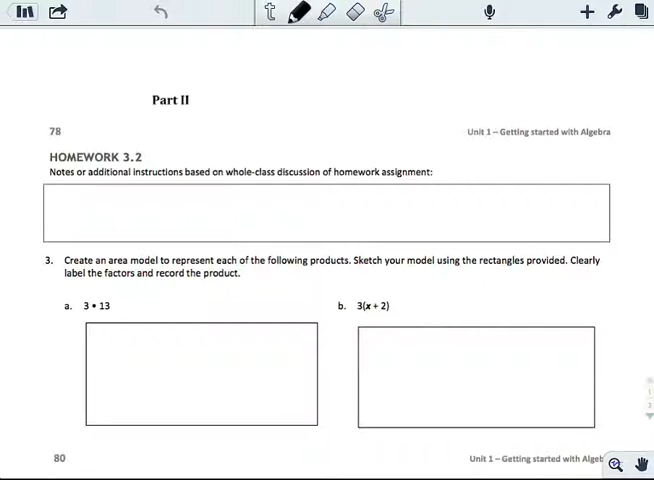 t
Part II
78
Unit 1 – Getting started with Algebra
HOMEWORK 3.2
Notes or additional instructions based on whole-class discussion of homework assignment:
3. Create an area model to represent each of the following products. Sketch your model using the rectangles provided. Clearly
label the factors and record the product.
a. 3 • 13
b. 3(x + 2)
80
Unit 1 – Getting started with Algeb